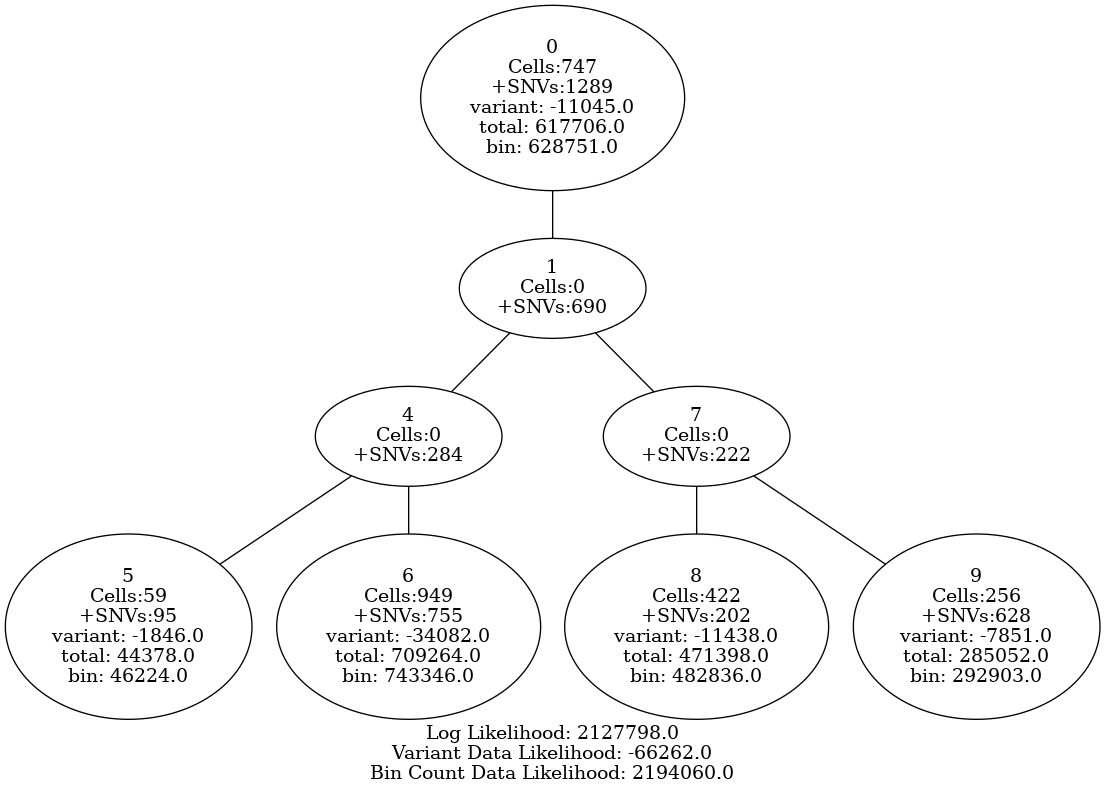 0
Cells:747
+SNVs:1289
variant: -11045.0
total: 617706.0
bin: 628751.0
1
Cells:0
+SNVs:690
4
Cells:0
+SNVs:284
7
Cells:0
+SNVs:222
5
Cells:59
+SNVs:95
variant: -1846.0
total: 44378.0
bin: 46224.0
6
Cells:949
+SNVs:755
variant: -34082.0
total: 709264.0
bin: 743346.0
8
Cells:422
+SNVs:202
variant: -11438.0
total: 471398.0
bin: 482836.0
9
Cells:256
+SNVs:628
variant: -7851.0
total: 285052.0
bin: 292903.0
Log Likelihood: 2127798.0
Variant Data Likelihood: -66262.0
Bin Count Data Likelihood: 2194060.0